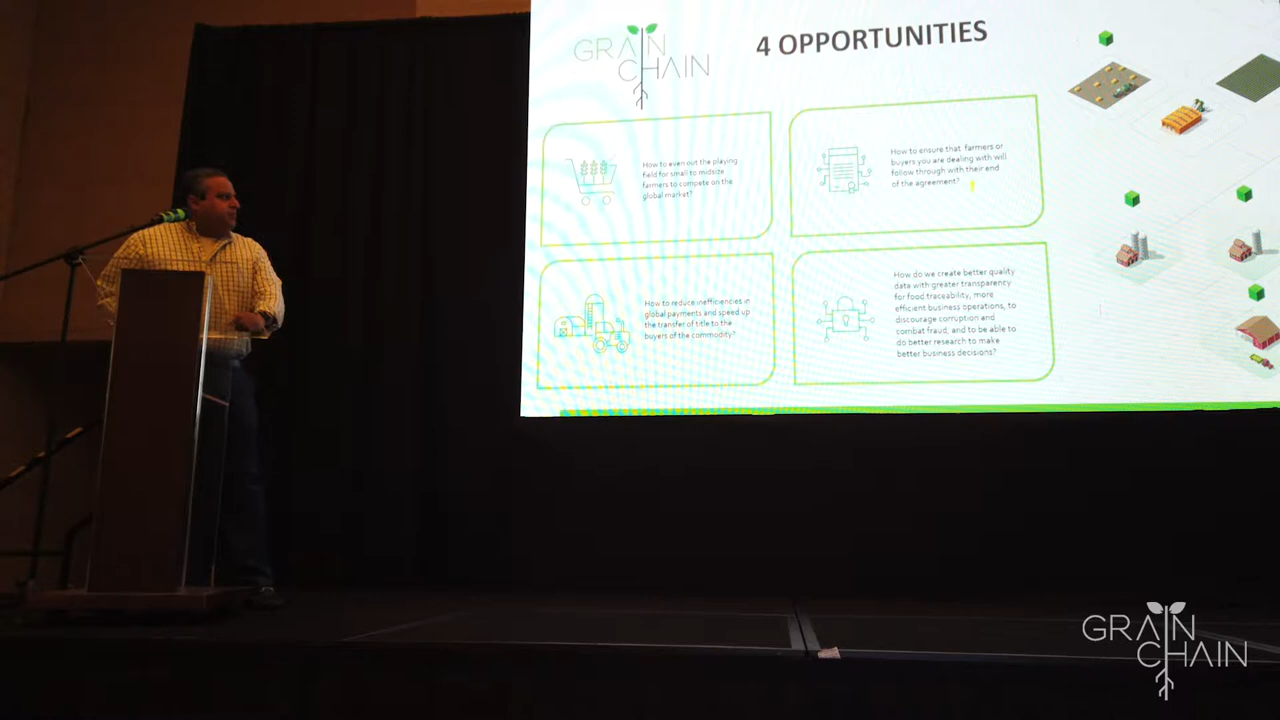 GRAIN
CHAIN
4 OPPORTUNITIES
How to even out the playing
field for small to midsize
farmers to compete on the
global market?
How to ensure that farmers or
buyers you are dealing with will
follow through with their end
of the agreement?
How to reduce inefficiencies in
global payments and speed up
the transfer of title to the
buyers of the commodity?
How do we create better quality
data with greater transparency
for food traceability, more
efficient business operations, to
discourage corruption and
combat fraud, and to be able to
do better research to make
better business decisions?
GRAIN
CHAIN